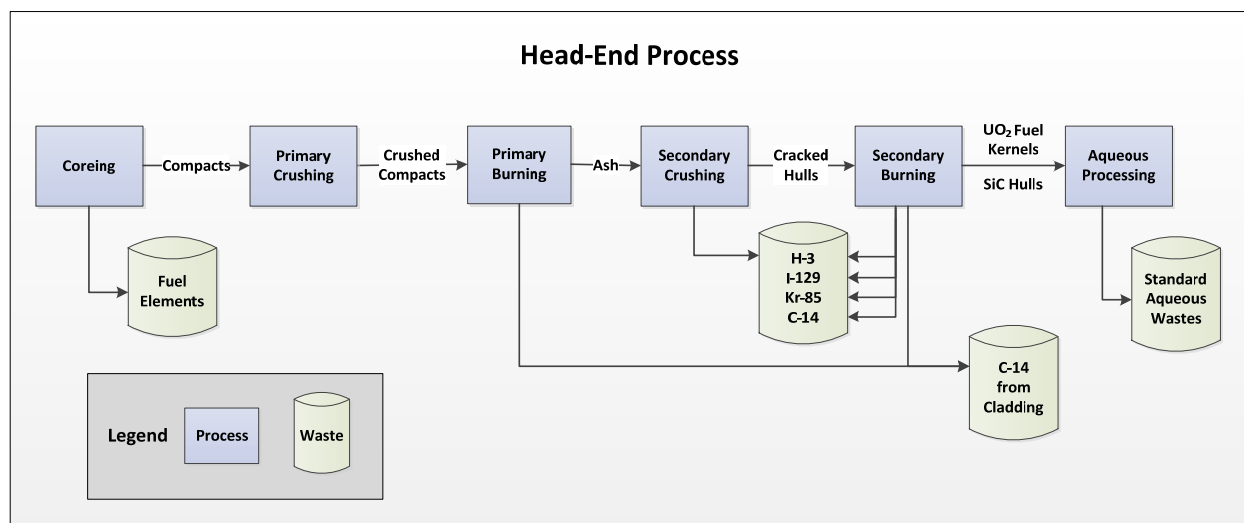 Head-End Process
Coreing
Compacts
Primary
Crushing
Crushed
Compacts
Primary
Burning
Ash
Secondary
Crushing
Cracked
Hulls
Secondary
Burning
UO₂ Fuel
Kernels
SiC Hulls
Aqueous
Processing
Fuel
Elements
H-3
I-129
Kr-85
C-14
Standard
Aqueous
Wastes
C-14
from
Cladding
Legend
Process
Waste